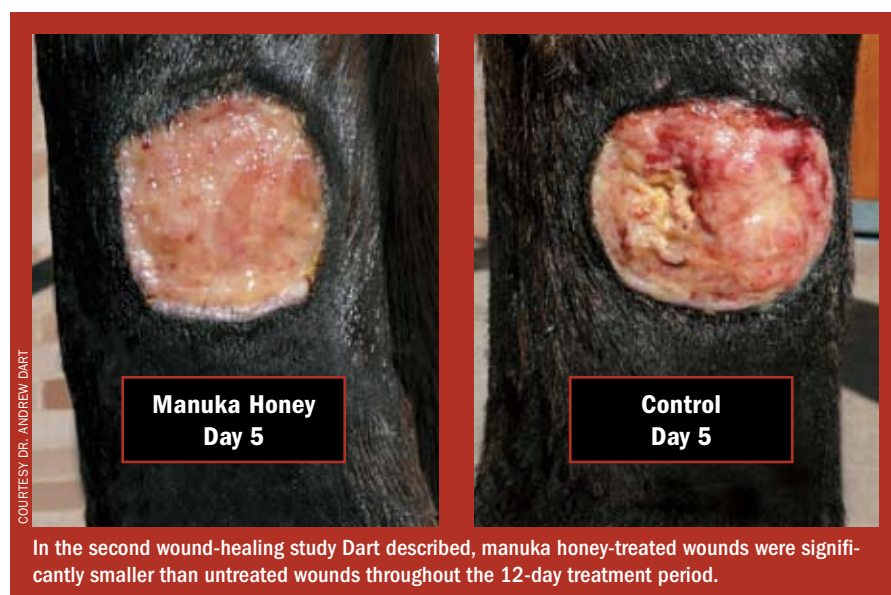 Manuka Honey
Day 5
Control
Day 5
COURTESY DR. ANDREW DART
In the second wound-healing study Dart described, manuka honey-treated wounds were signifi-
cantly smaller than untreated wounds throughout the 12-day treatment period.